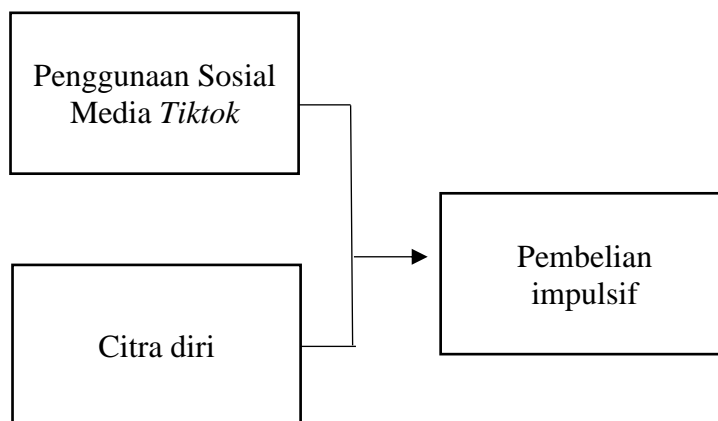 Penggunaan Sosial
Media Tiktok
Citra diri
Pembelian
impulsif